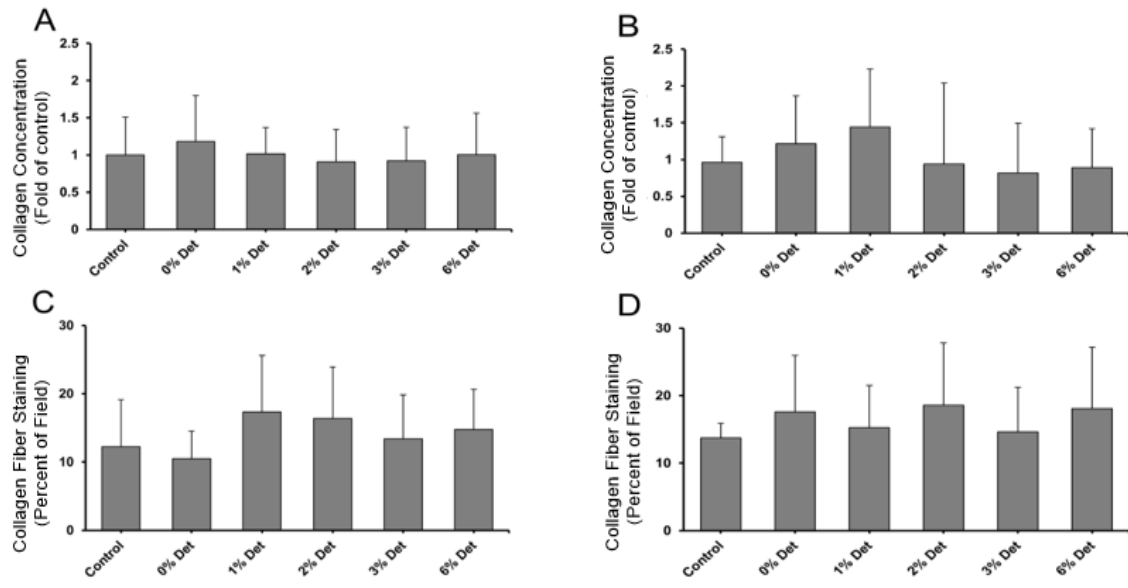 A
Collagen Concentration
(Fold of control)
2.5
2
1.5
1
0.5
0
Control
0% Det
1% Det
2% Det
3% Det
6% Det
B
Collagen Concentration
(Fold of control)
2.5
2
1.5
1
0.5
0
Control
0% Det
1% Det
2% Det
3% Det
6% Det
C
Collagen Fiber Staining
(Percent of Field)
30
20
10
0
Control
0% Det
1% Det
2% Det
3% Det
6% Det
D
Collagen Fiber Staining
(Percent of Field)
30
20
10
0
Control
0% Det
1% Det
2% Det
3% Det
6% Det